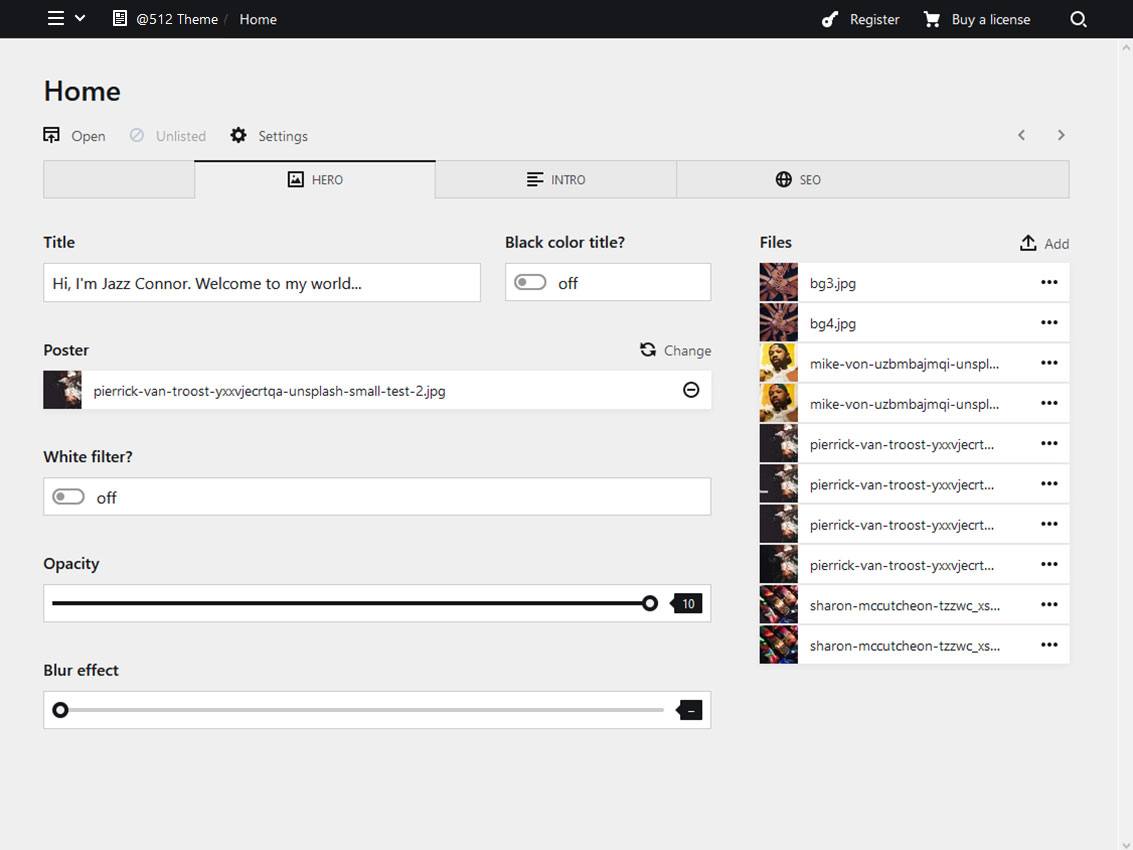 @512 Theme / Home
Register
Buy a license
Home
Open
Unlisted
Settings
HERO
INTRO
SEO
Title
Hi, I'm Jazz Connor. Welcome to my world...
Black color title?
off
Poster
Change
pierrick-van-troost-yxxvjecrtqa-unsplash-small-test-2.jpg
White filter?
off
Opacity
10
Blur effect
–
Files
Add
bg3.jpg
bg4.jpg
mike-von-uzbmbajmqi-unspl...
mike-von-uzbmbajmqi-unspl...
pierrick-van-troost-yxxvjecrt...
pierrick-van-troost-yxxvjecrt...
pierrick-van-troost-yxxvjecrt...
pierrick-van-troost-yxxvjecrt...
sharon-mccutcheon-tzzwc_xs...
sharon-mccutcheon-tzzwc_xs...